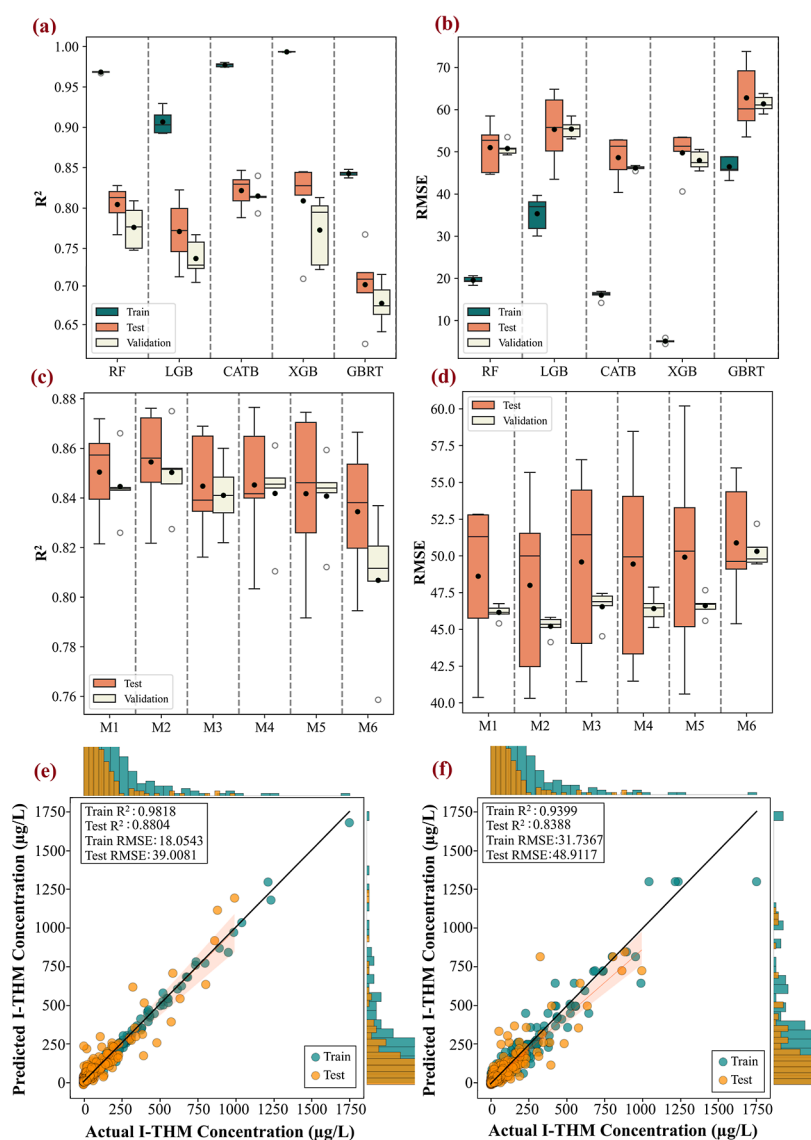 (a)
R²
1.00
0.95
0.90
0.85
0.80
0.75
0.70
0.65
Train
Test
Validation
RF LGB CATB XGB GBRT
(b)
RMSE
70
60
50
40
30
20
10
Train
Test
Validation
RF LGB CATB XGB GBRT
(c)
R²
0.88
0.86
0.84
0.82
0.80
0.78
0.76
Test
Validation
M1 M2 M3 M4 M5 M6
(d)
RMSE
60.0
57.5
55.0
52.5
50.0
47.5
45.0
42.5
40.0
Test
Validation
M1 M2 M3 M4 M5 M6
(e)
Predicted I-THM Concentration (µg/L)
1750
1500
1250
1000
750
500
250
0
Train R²:0.9818
Test R²:0.8804
Train RMSE:18.0543
Test RMSE:39.0081
Train
Test
0 250 500 750 1000 1250 1500 1750
Actual I-THM Concentration (µg/L)
(f)
Predicted I-THM Concentration (µg/L)
1750
1500
1250
1000
750
500
250
0
Train R²:0.9399
Test R²:0.8388
Train RMSE:31.7367
Test RMSE:48.9117
Train
Test
0 250 500 750 1000 1250 1500 1750
Actual I-THM Concentration (µg/L)